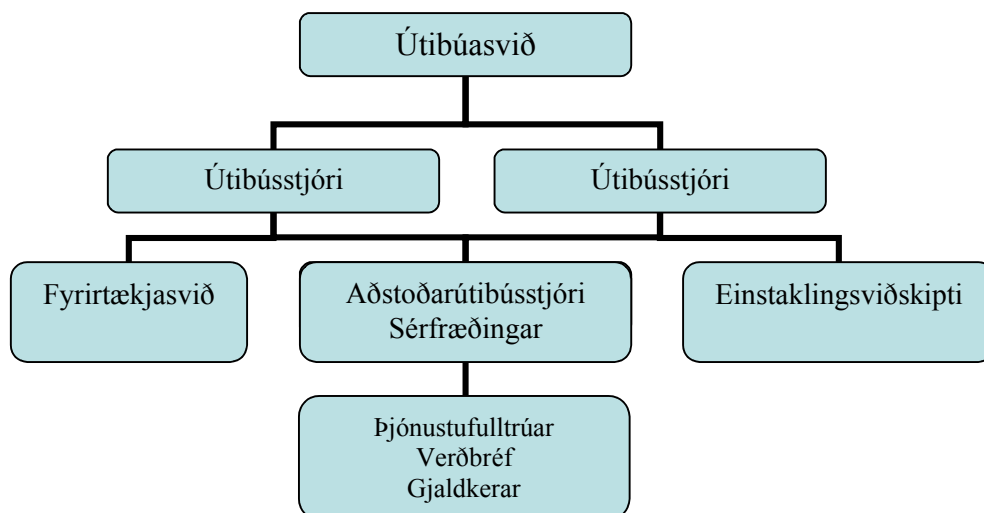 Útibúasvið
Útibússtjóri
Útibússtjóri
Fyrirtækjasvið
Aðstoðarútibússtjóri
Sérfræðingar
Einstaklingsviðskipti
Þjónustufulltrúar
Verðbréf
Gjaldkerar